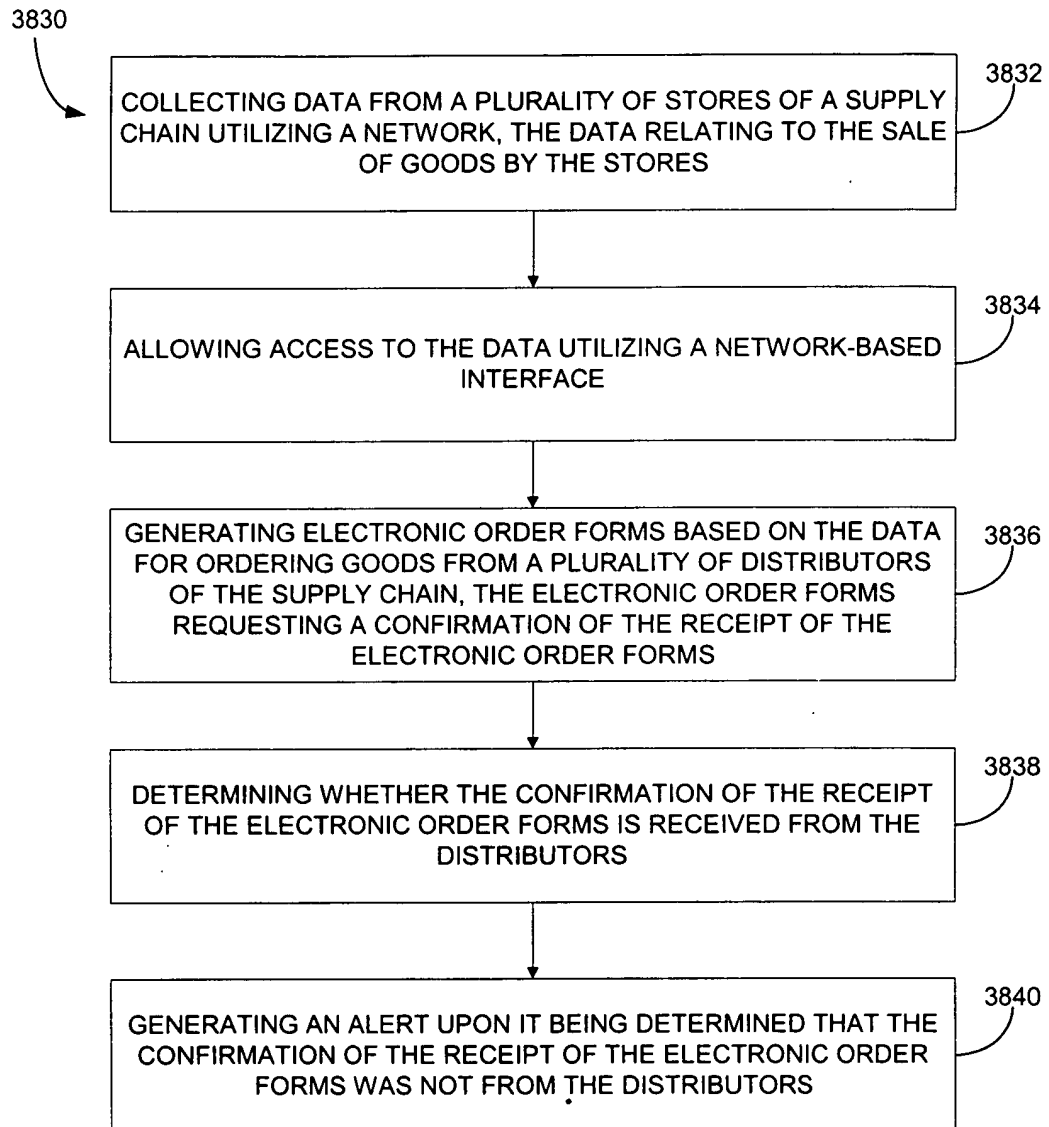 3830
3832
COLLECTING DATA FROM A PLURALITY OF STORES OF A SUPPLY
CHAIN UTILIZING A NETWORK, THE DATA RELATING TO THE SALE
OF GOODS BY THE STORES
3834
ALLOWING ACCESS TO THE DATA UTILIZING A NETWORK-BASED
INTERFACE
3836
GENERATING ELECTRONIC ORDER FORMS BASED ON THE DATA
FOR ORDERING GOODS FROM A PLURALITY OF DISTRIBUTORS
OF THE SUPPLY CHAIN, THE ELECTRONIC ORDER FORMS
REQUESTING A CONFIRMATION OF THE RECEIPT OF THE
ELECTRONIC ORDER FORMS
3838
DETERMINING WHETHER THE CONFIRMATION OF THE RECEIPT
OF THE ELECTRONIC ORDER FORMS IS RECEIVED FROM THE
DISTRIBUTORS
3840
GENERATING AN ALERT UPON IT BEING DETERMINED THAT THE
CONFIRMATION OF THE RECEIPT OF THE ELECTRONIC ORDER
FORMS WAS NOT FROM THE DISTRIBUTORS